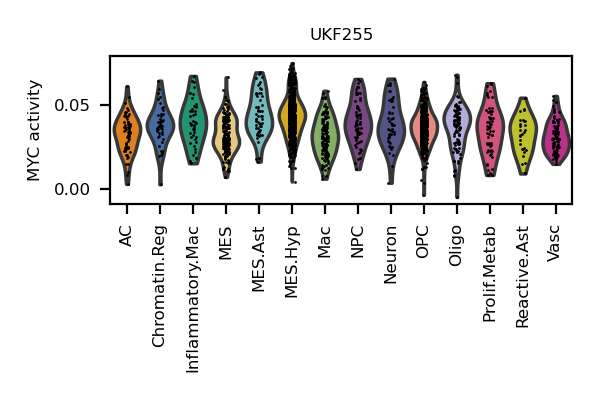 UKF255
MYC activity
0.05
0.00
AC
Chromatin.Reg
Inflammatory.Mac
MES
MES.Ast
MES.Hyp
Mac
NPC
Neuron
OPC
Oligo
Prolif.Metab
Reactive.Ast
Vasc